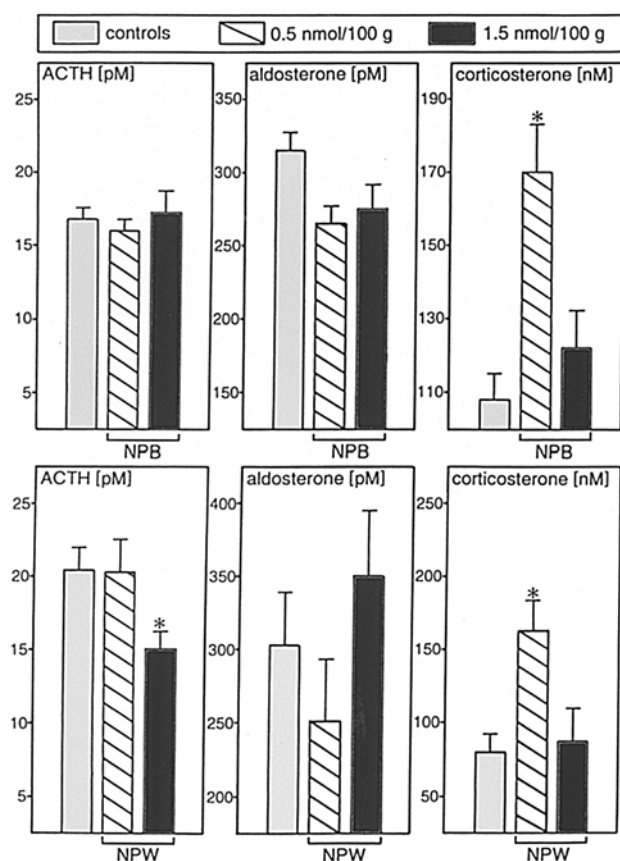 controls 0.5 nmol/100 g 1.5 nmol/100 g
ACTH [pM] aldosterone [pM] corticosterone [nM]
25 350 190
*
20 300 170
15 250 150
10 200 130
5 150 110
NPB NPB NPB
ACTH [pM] aldosterone [pM] corticosterone [nM]
25 400 250
20 350 200
* *
15 300 150
10 250 100
5 200 50
NPW NPW NPW